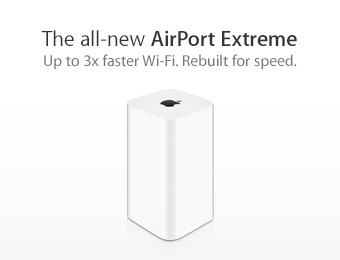 The all-new AirPort Extreme
Up to 3x faster Wi-Fi. Rebuilt for speed.